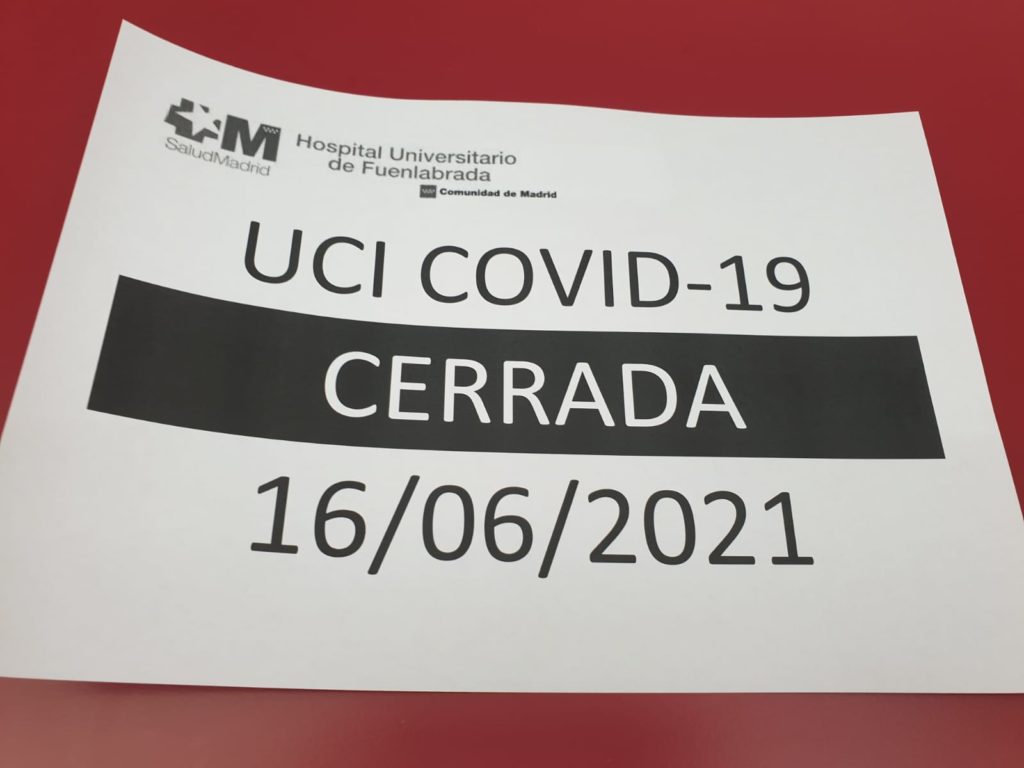 SaludMadrid
Hospital Universitario
de Fuenlabrada
Comunidad de Madrid
UCI COVID-19
CERRADA
16/06/2021